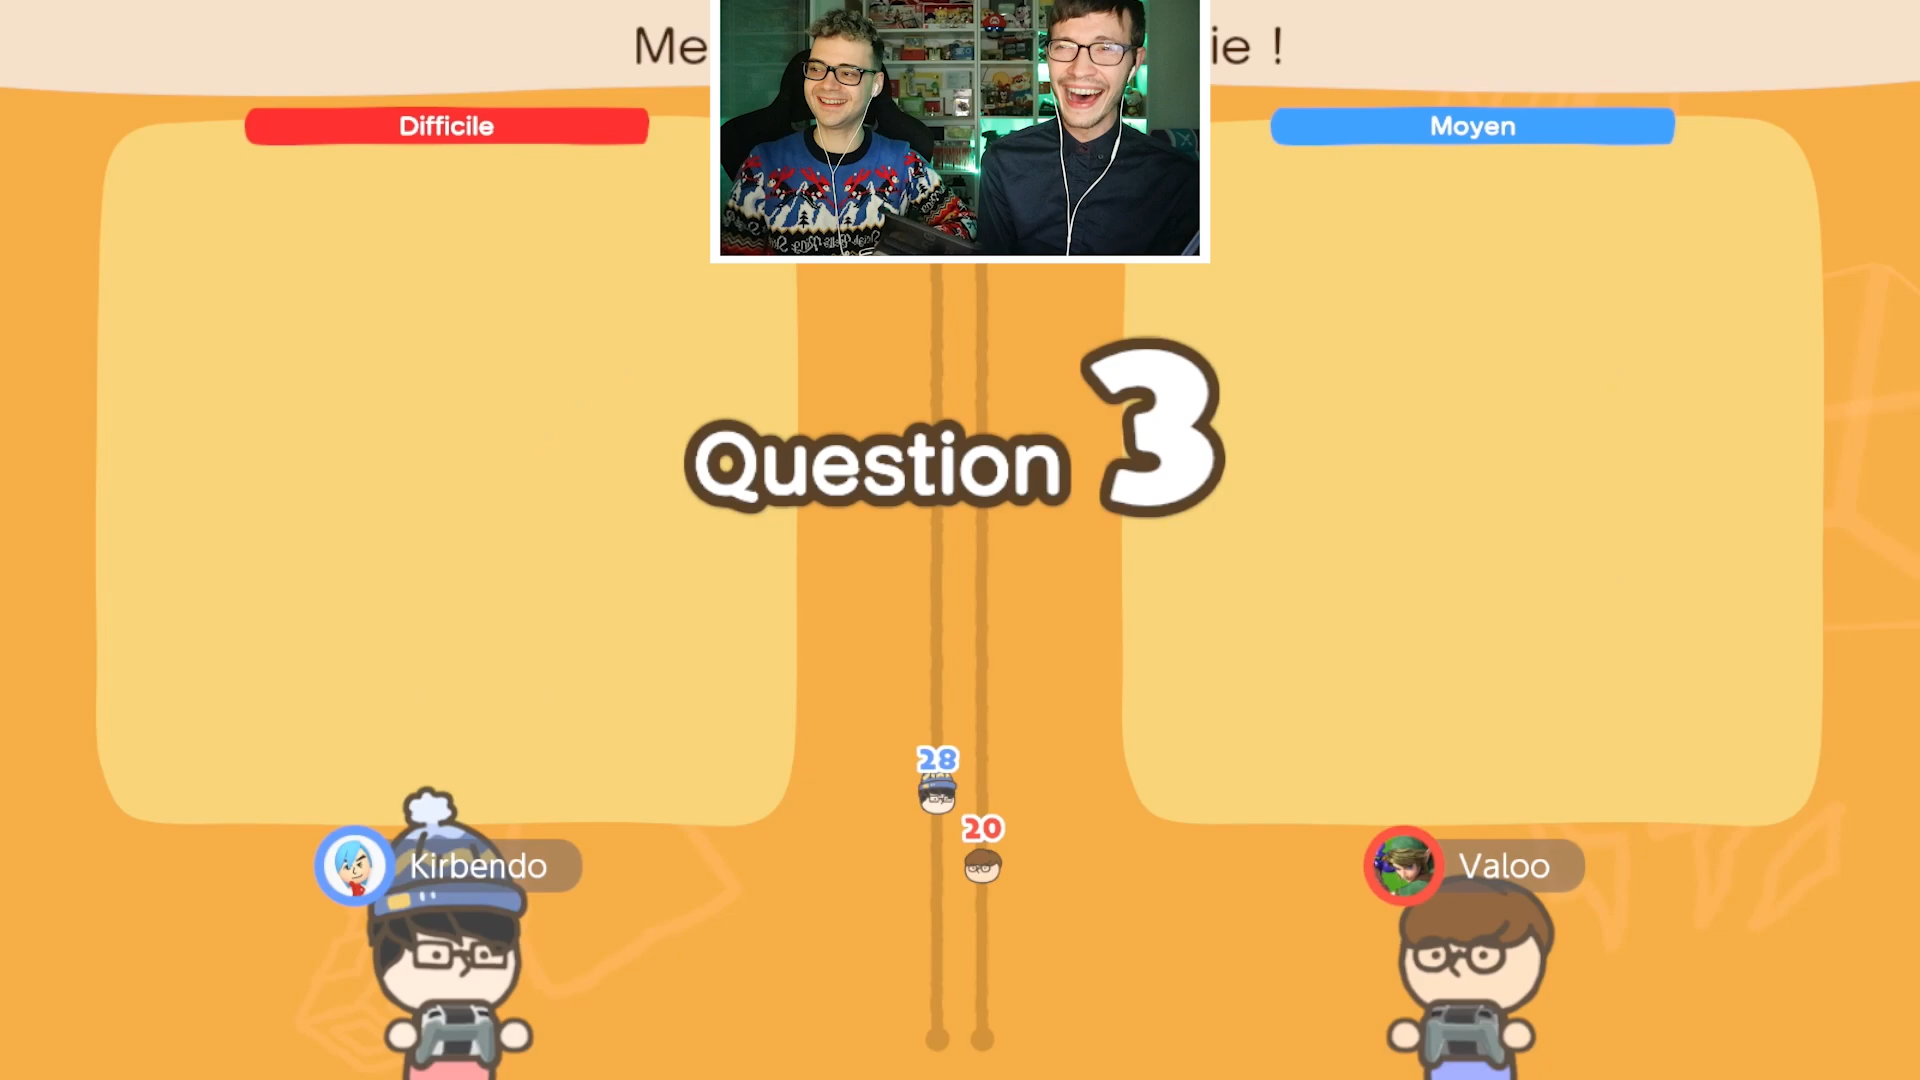 Me
ie !
Difficile
Moyen
Question 3
28
20
Kirbendo
Valoo